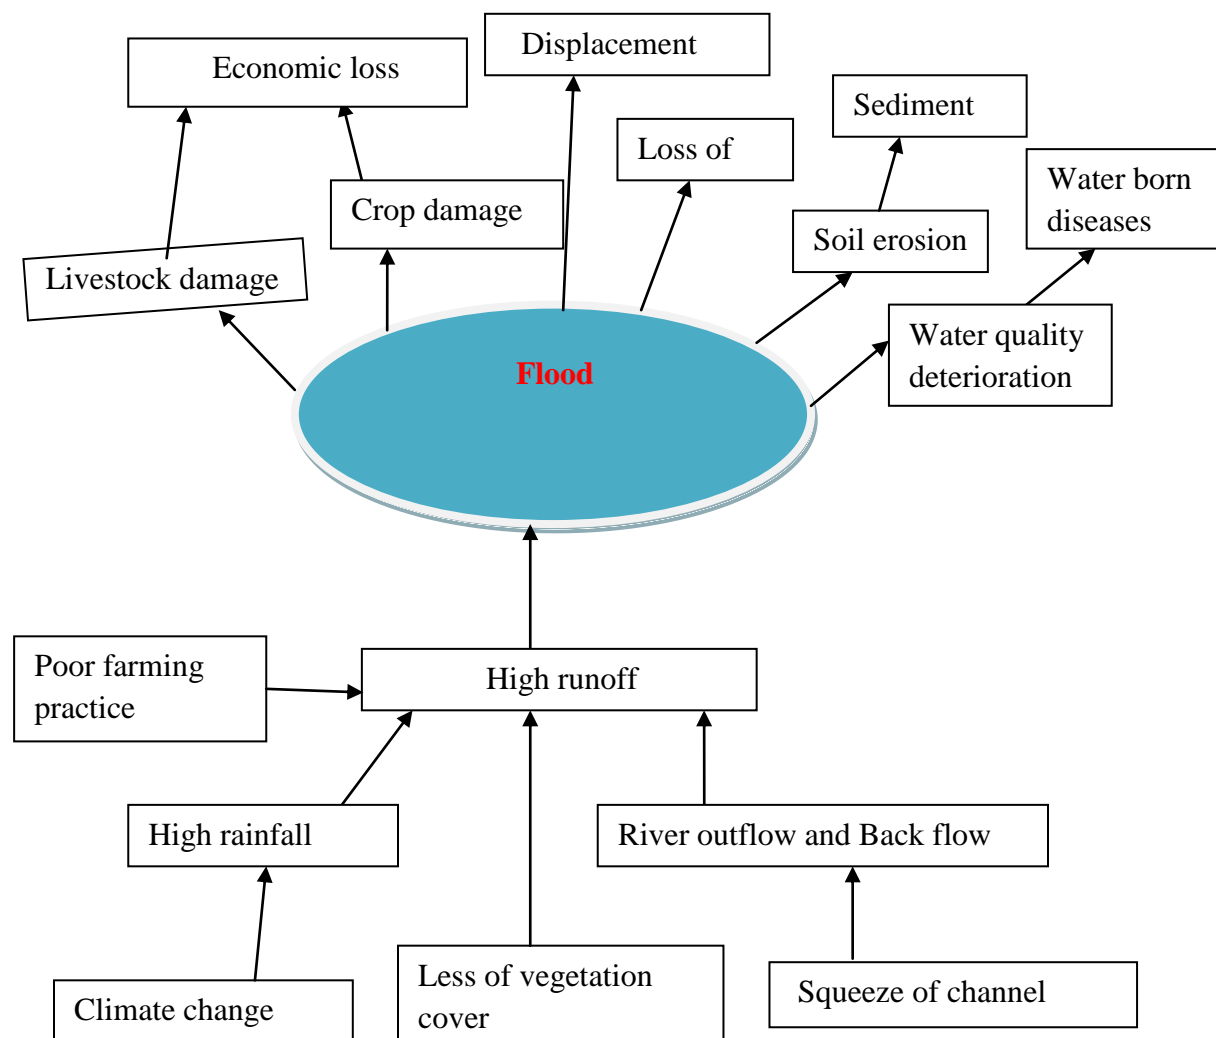 Displacement
Economic loss
Sediment
Loss of
Water born
diseases
Crop damage
Soil erosion
Livestock damage
Water quality
deterioration
Flood
Poor farming
practice
High runoff
High rainfall
River outflow and Back flow
Less of vegetation
cover
Squeeze of channel
Climate change